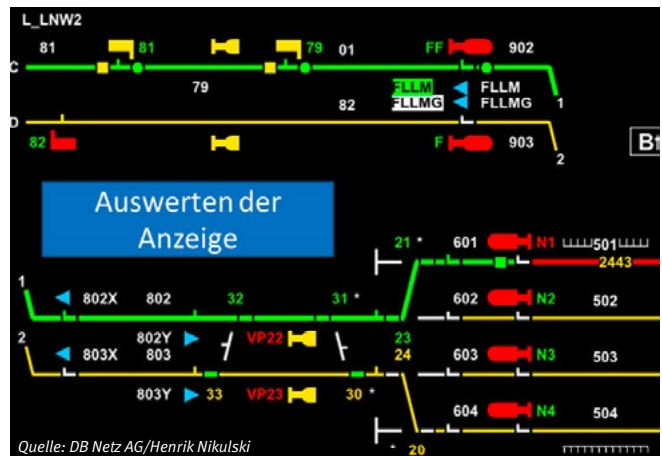 L_LNW2
81 81 79 01 FF 902
C
79 FLLM FLLM
82 FLLMG FLLMG 1
D
82 F 903
2
Auswerten der
Anzeige
21 * 601 N1 501
2443
1
802X 802 32 31 * 602 N2 502
2 802Y VP22 23
803X 803 24 603 N3 503
803Y 33 VP23 30 *
604 N4 504
* 20
Quelle: DB Netz AG/Henrik Nikulski